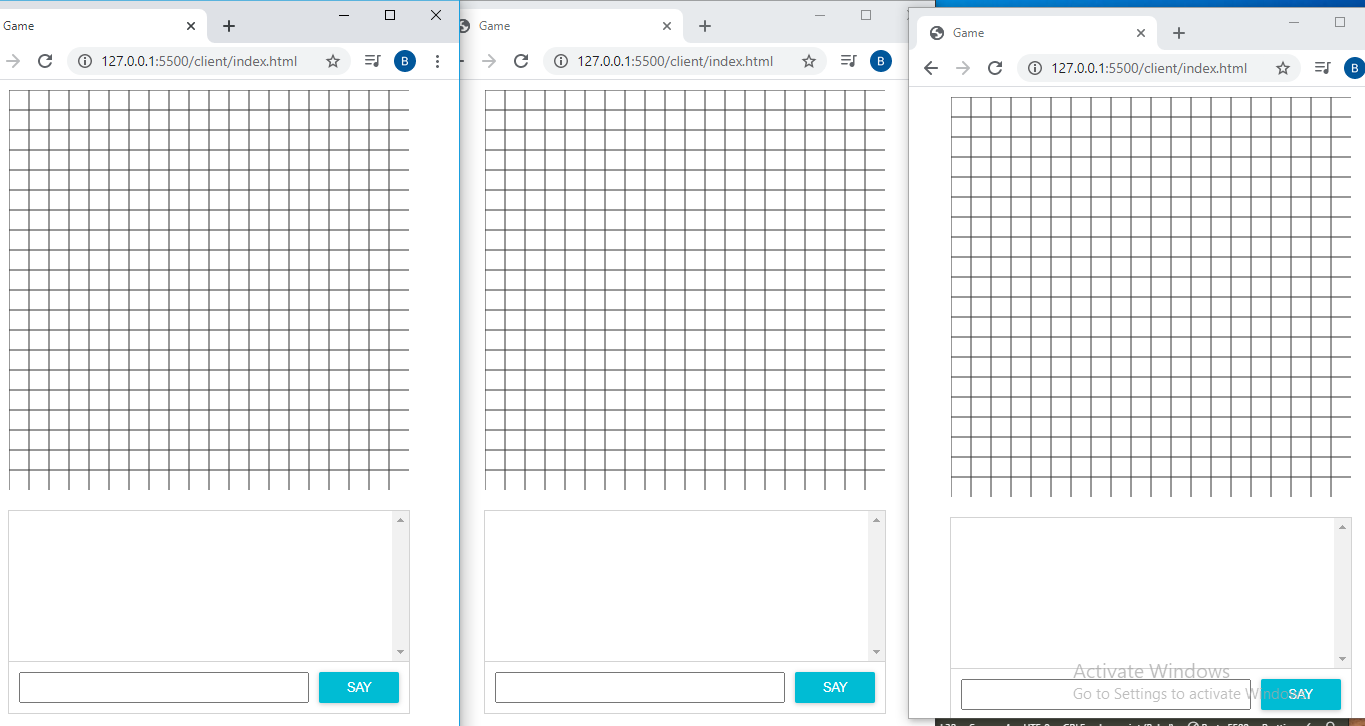 Game
127.0.0.1:5500/client/index.html
B
SAY
Game
127.0.0.1:5500/client/index.html
B
SAY
Game
127.0.0.1:5500/client/index.html
B
Activate Windows
Go to Settings to activate Windows
SAY